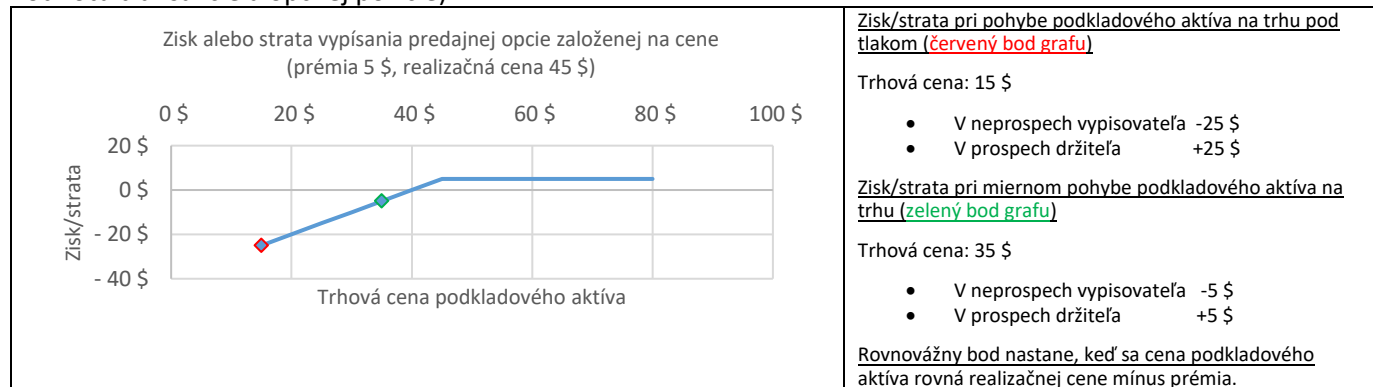 Zisk alebo strata vypísania predajnej opcie založenej na cene
(prémia 5 $, realizačná cena 45 $)
0 $ 20 $ 40 $ 60 $ 80 $ 100 $
20 $
0 $
- 20 $
- 40 $
Zisk/strata
Trhová cena podkladového aktíva
Zisk/strata pri pohybe podkladového aktíva na trhu pod
tlakom (červený bod grafu)
Trhová cena: 15 $
• V neprospech vypisovateľa -25 $
• V prospech držiteľa +25 $
Zisk/strata pri miernom pohybe podkladového aktíva na
trhu (zelený bod grafu)
Trhová cena: 35 $
• V neprospech vypisovateľa -5 $
• V prospech držiteľa +5 $
Rovnovážny bod nastane, keď sa cena podkladového
aktíva rovná realizačnej cene mínus prémia.